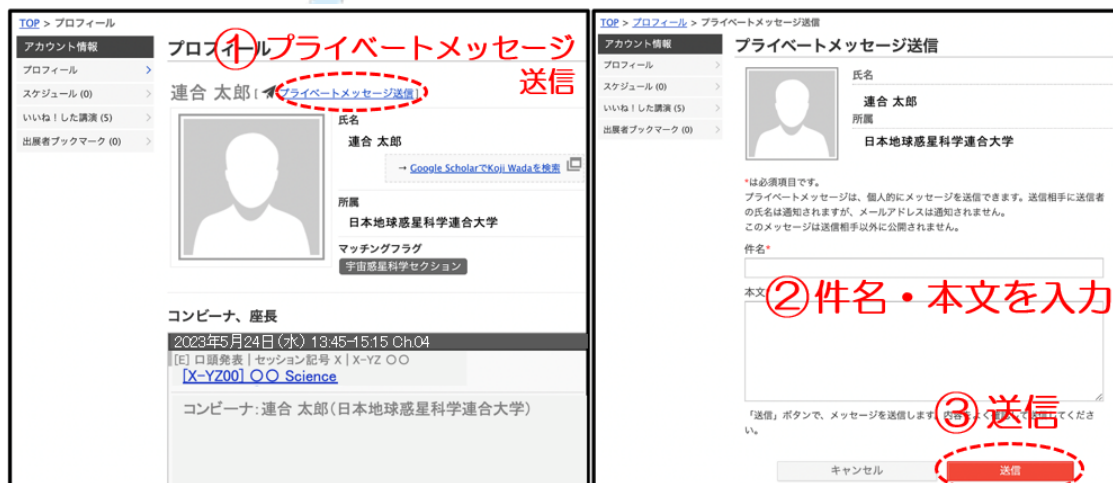 TOP > プロフィール
アカウント情報
プロフィール
スケジュール (0)
いいね！した講演 (5)
出展者ブックマーク (0)
プロフィール
①プライベートメッセージ
送信
連合 太郎 [ プライベートメッセージ送信 ]
氏名
連合 太郎
→ Google ScholarでKoji Wadaを検索
所属
日本地球惑星科学連合大学
マッチングフラグ
宇宙惑星科学セクション
コンビーナ、座長
2023年5月24日(水) 13:45-15:15 Ch.04
[E] 口頭発表 | セッション記号 X | X-YZ 〇〇
[X-YZ00] 〇〇 Science
コンビーナ：連合 太郎（日本地球惑星科学連合大学）
TOP > プロフィール > プライベートメッセージ送信
アカウント情報
プロフィール
スケジュール (0)
いいね！した講演 (5)
出展者ブックマーク (0)
プライベートメッセージ送信
氏名
連合 太郎
所属
日本地球惑星科学連合大学
*は必須項目です。
プライベートメッセージは、個人的にメッセージを送信できます。送信相手に送信者
の氏名は通知されますが、メールアドレスは通知されません。
このメッセージは送信相手以外に公開されません。
件名*
本文
②件名・本文を入力
③送信
「送信」ボタンで、メッセージを送信します。内容をよく確認して送信してくださ
い。
キャンセル
送信